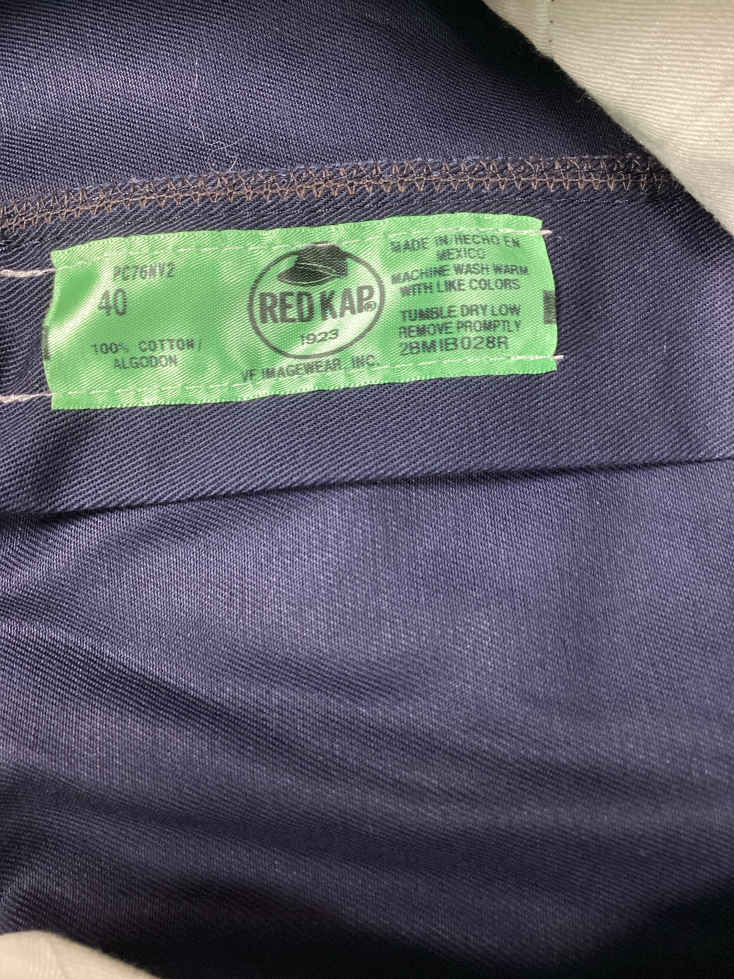 PC76NV2
40
100% COTTON/
ALGODON
RED KAP®
1923
VF IMAGEWEAR, INC.
MADE IN/HECHO EN
MEXICO
MACHINE WASH WARM
WITH LIKE COLORS
TUMBLE DRY LOW
REMOVE PROMPTLY
2BMIB028R